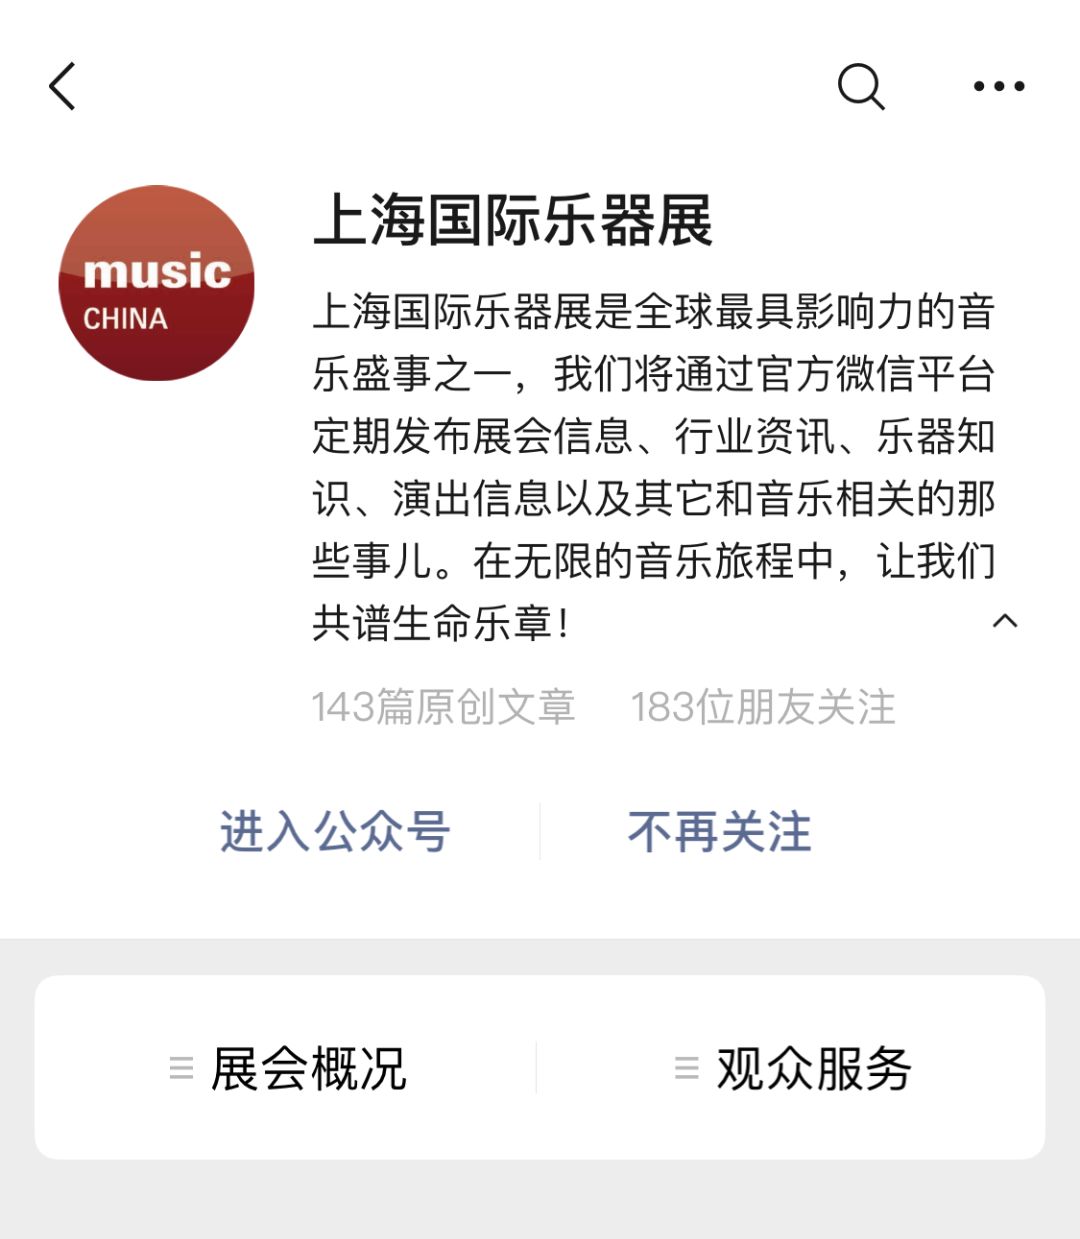 上海国际乐器展
music
CHINA
上海国际乐器展是全球最具影响力的音
乐盛事之一，我们将通过官方微信平台
定期发布展会信息、行业资讯、乐器知
识、演出信息以及其它和音乐相关的那
些事儿。在无限的音乐旅程中，让我们
共谱生命乐章！
143篇原创文章 183位朋友关注
进入公众号 不再关注
展会概况 观众服务